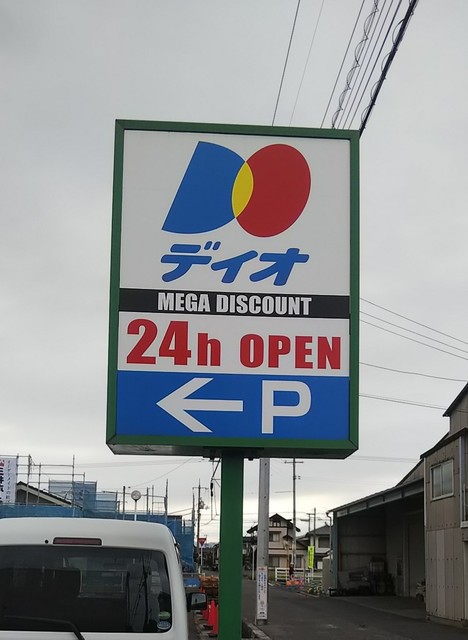 ディオ
MEGA DISCOUNT
24h OPEN
← P